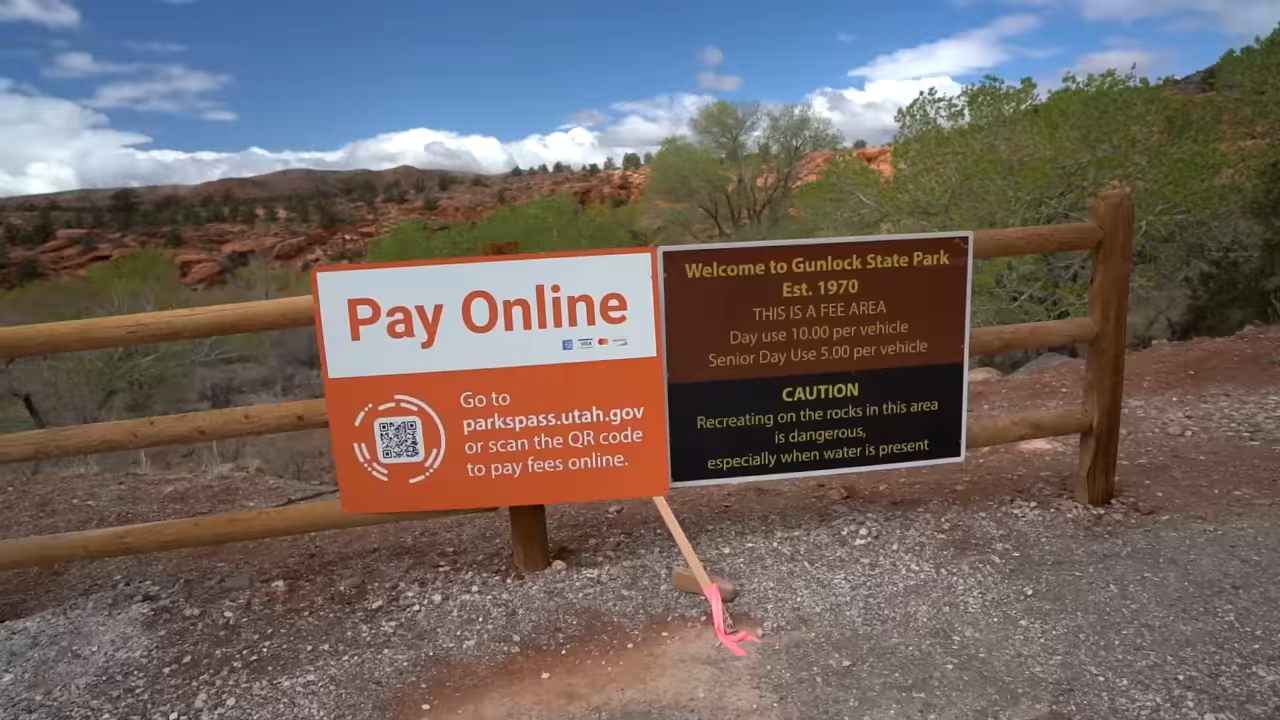 Pay Online
VISA
Go to
parkspass.utah.gov
or scan the QR code
to pay fees online.
Welcome to Gunlock State Park
Est. 1970
THIS IS A FEE AREA
Day use 10.00 per vehicle
Senior Day Use 5.00 per vehicle
CAUTION
Recreating on the rocks in this area
is dangerous,
especially when water is present